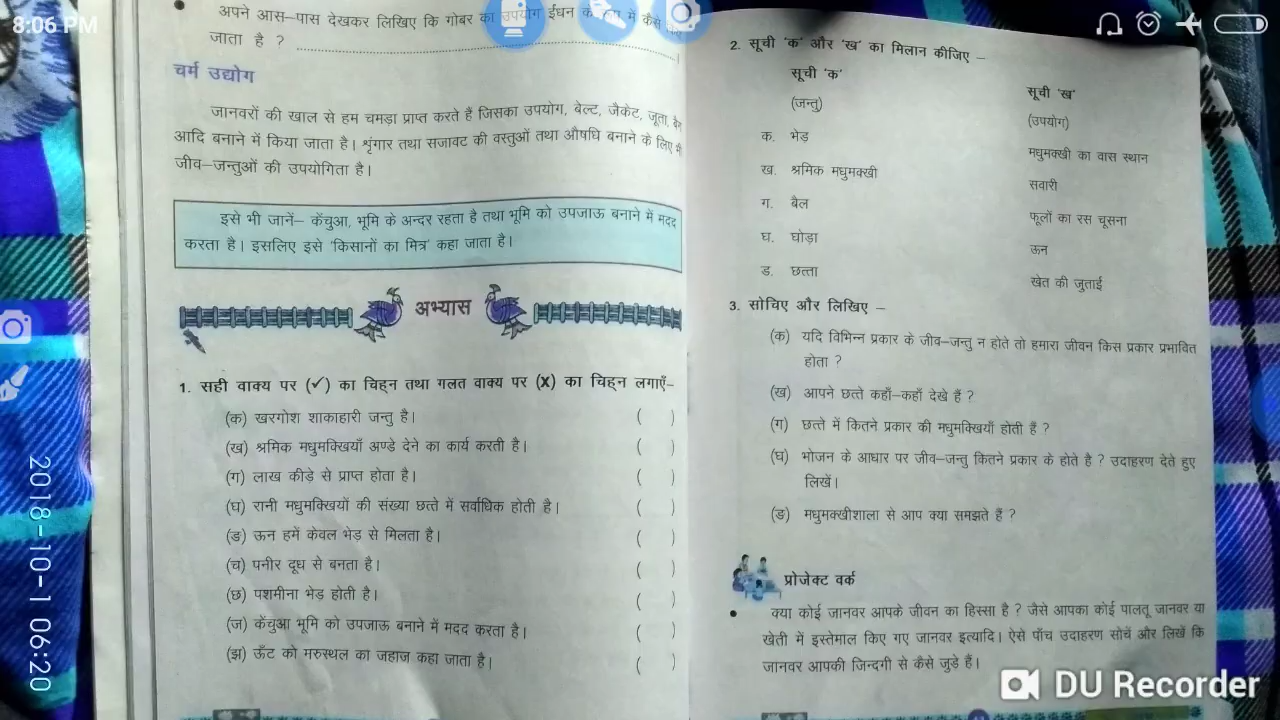 8:06 PM
अपने आस–पास देखकर लिखिए कि गोबर का उपयोग ईंधन के में कैसे
जाता है ?
चर्म उद्योग
जानवरों की खाल से हम चमड़ा प्राप्त करते हैं जिसका उपयोग, बेल्ट, जैकेट, जूता, बैग
आदि बनाने में किया जाता है। श्रृंगार तथा सजावट की वस्तुओं तथा औषधि बनाने के लिए भी
जीव–जन्तुओं की उपयोगिता है।
इसे भी जानें– केंचुआ, भूमि के अन्दर रहता है तथा भूमि को उपजाऊ बनाने में मदद
करता है। इसलिए इसे 'किसानों का मित्र' कहा जाता है।
अभ्यास
1. सही वाक्य पर (✓) का चिह्न तथा गलत वाक्य पर (X) का चिह्न लगाएँ–
(क) खरगोश शाकाहारी जन्तु है। ( )
(ख) श्रमिक मधुमक्खियाँ अण्डे देने का कार्य करती है। ( )
(ग) लाख कीड़े से प्राप्त होता है। ( )
(घ) रानी मधुमक्खियों की संख्या छत्ते में सर्वाधिक होती है। ( )
(ङ) ऊन हमें केवल भेड़ से मिलता है। ( )
(च) पनीर दूध से बनता है। ( )
(छ) पशमीना भेड़ होती है। ( )
(ज) केंचुआ भूमि को उपजाऊ बनाने में मदद करता है। ( )
(झ) ऊँट को मरुस्थल का जहाज कहा जाता है। ( )
2. सूची 'क' और 'ख' का मिलान कीजिए –
सूची 'क'
सूची 'ख'
(जन्तु)
(उपयोग)
क. भेड़
मधुमक्खी का वास स्थान
ख. श्रमिक मधुमक्खी
सवारी
ग. बैल
फूलों का रस चूसना
घ. घोड़ा
ऊन
ड. छत्ता
खेत की जुताई
3. सोचिए और लिखिए –
(क) यदि विभिन्न प्रकार के जीव–जन्तु न होते तो हमारा जीवन किस प्रकार प्रभावित
होता ?
(ख) आपने छत्ते कहाँ–कहाँ देखे हैं ?
(ग) छत्ते में कितने प्रकार की मधुमक्खियाँ होती हैं ?
(घ) भोजन के आधार पर जीव–जन्तु कितने प्रकार के होते है ? उदाहरण देते हुए
लिखें।
(ङ) मधुमक्खीशाला से आप क्या समझते हैं ?
प्रोजेक्ट वर्क
क्या कोई जानवर आपके जीवन का हिस्सा है ? जैसे आपका कोई पालतू जानवर या
खेती में इस्तेमाल किए गए जानवर इत्यादि। ऐसे पाँच उदाहरण सोचें और लिखें कि
जानवर आपकी जिन्दगी से कैसे जुड़े हैं।
2018-10-1 06:20
DU Recorder